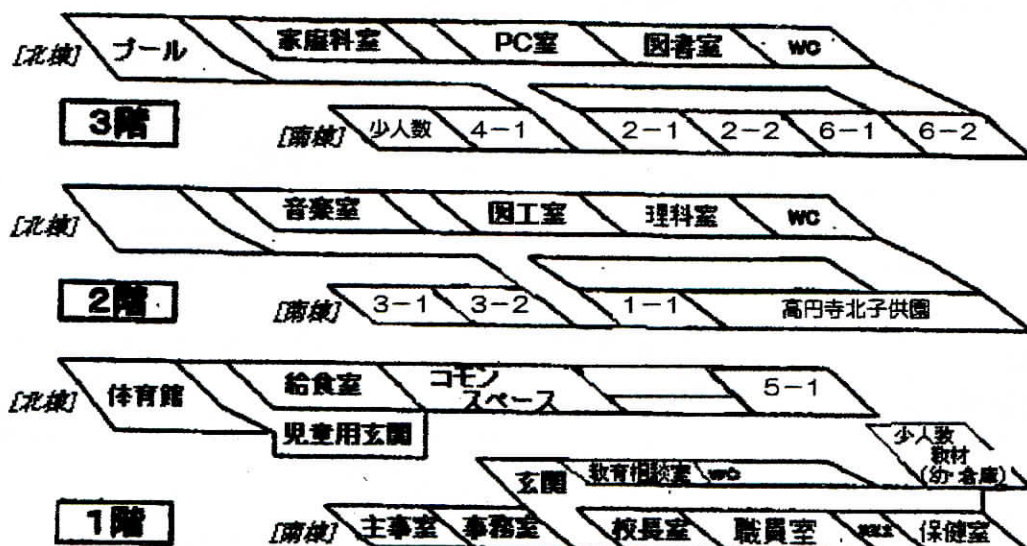 [北棟] プール 家庭科室 PC室 図書室 WC
3階
[南棟] 少人数 4-1 2-1 2-2 6-1 6-2
[北棟] 音楽室 図工室 理科室 WC
2階
[南棟] 3-1 3-2 1-1 高円寺北子供園
[北棟] 体育館 給食室 コモン
スペース 5-1
児童用玄関
少人数
教材
(幼・倉庫)
玄関 教育相談室 WC
1階
[南棟] 主事室 事務室 校長室 職員室 保健室